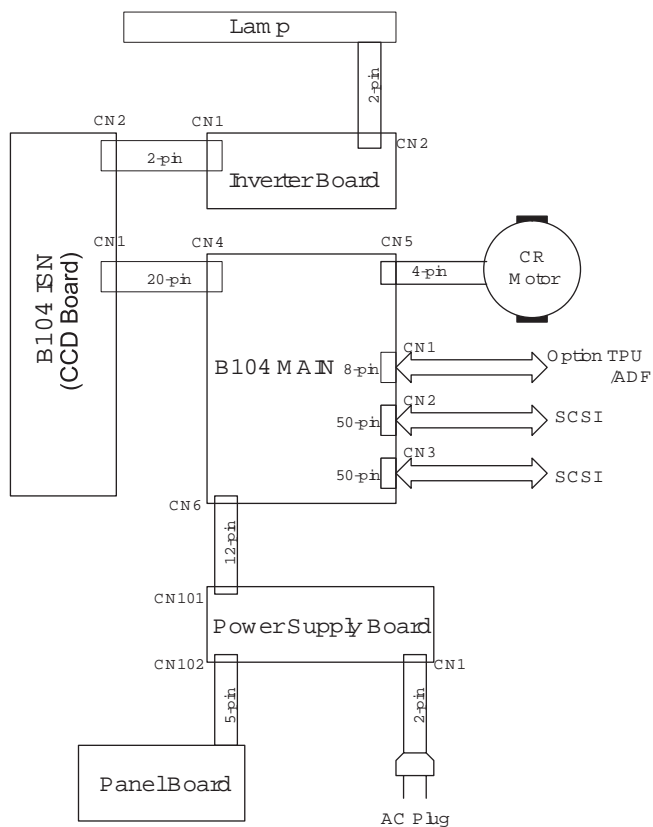 Lamp
2-pin
CN2
CN1
CN2
2-pin
Inverter Board
CN1
CN4
CN5
20-pin
4-pin
CR
Motor
B104 ISN
(CCD Board)
B104 MAIN
8-pin
CN1
Option TPU
/ADF
50-pin
CN2
SCSI
50-pin
CN3
SCSI
CN6
12-pin
CN101
Power Supply Board
CN102
CN1
5-pin
2-pin
Panel Board
AC Plug